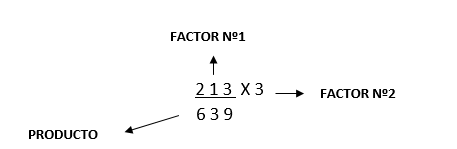 FACTOR Nº1
2 1 3 X 3
FACTOR Nº2
6 3 9
PRODUCTO